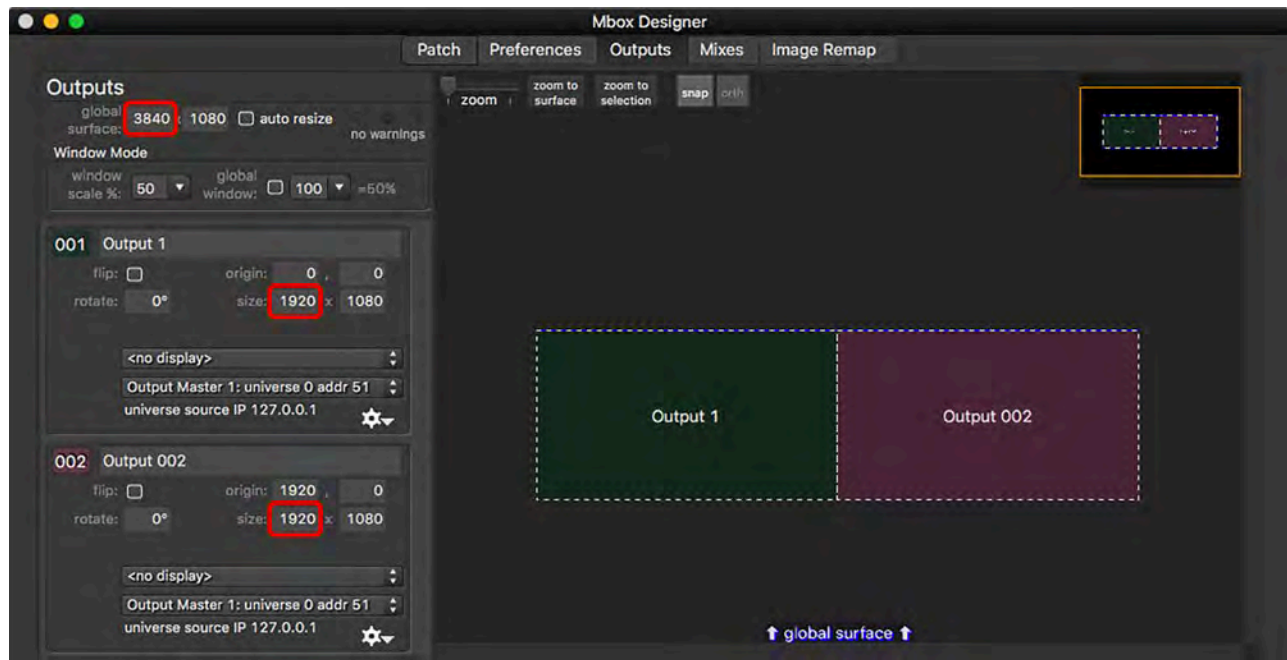 Mbox Designer
Patch Preferences Outputs Mixes Image Remap
Outputs
global surface: 3840 x 1080 auto resize
no warnings
Window Mode
window scale %: 50 global window: 100 =50%
001 Output 1
flip: origin: 0 , 0
rotate: 0° size: 1920 x 1080
<no display>
Output Master 1: universe 0 addr 51
universe source IP 127.0.0.1
002 Output 002
flip: origin: 1920 , 0
rotate: 0° size: 1920 x 1080
<no display>
Output Master 1: universe 0 addr 51
universe source IP 127.0.0.1
zoom
zoom to surface
zoom to selection
snap orth
Output 1
Output 002
⬆ global surface ⬆